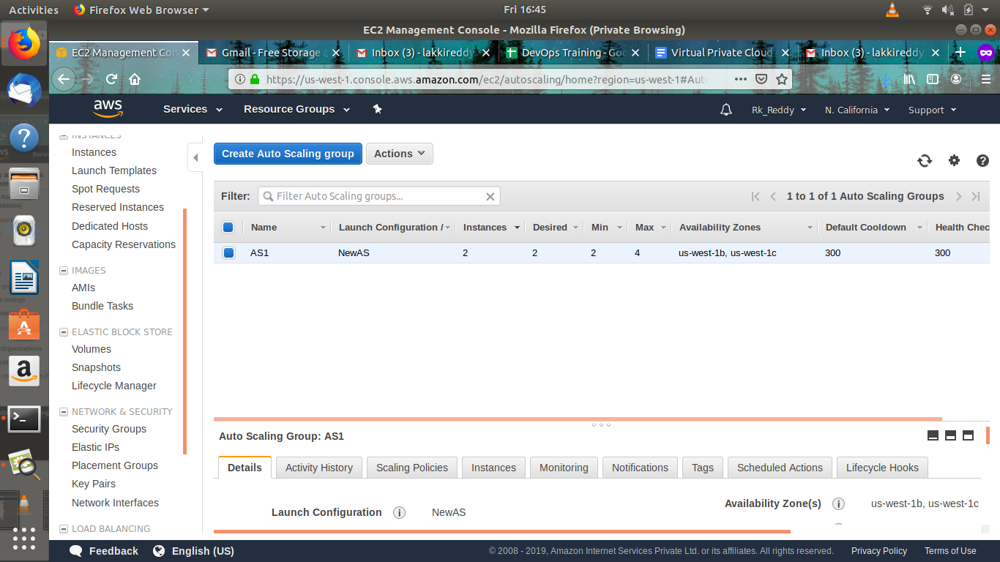 Activities Firefox Web Browser Fri 16:45
EC2 Management Console - Mozilla Firefox (Private Browsing)
EC2 Management Con Gmail - Free Storage a Inbox (3) - lakkireddy. DevOps Training - Goo Virtual Private Cloud Inbox (3) - lakkireddy.
https://us-west-1.console.aws.amazon.com/ec2/autoscaling/home?region=us-west-1#Auto
aws Services Resource Groups Rk_Reddy N. California Support
INSTANCES
Instances
Launch Templates
Spot Requests
Reserved Instances
Dedicated Hosts
Capacity Reservations
IMAGES
AMIs
Bundle Tasks
ELASTIC BLOCK STORE
Volumes
Snapshots
Lifecycle Manager
NETWORK & SECURITY
Security Groups
Elastic IPs
Placement Groups
Key Pairs
Network Interfaces
LOAD BALANCING
Create Auto Scaling group Actions
Filter: Filter Auto Scaling groups... 1 to 1 of 1 Auto Scaling Groups
Name Launch Configuration / Instances Desired Min Max Availability Zones Default Cooldown Health Chec
AS1 NewAS 2 2 2 4 us-west-1b, us-west-1c 300 300
Auto Scaling Group: AS1
Details Activity History Scaling Policies Instances Monitoring Notifications Tags Scheduled Actions Lifecycle Hooks
Launch Configuration NewAS Availability Zone(s) us-west-1b, us-west-1c
Feedback English (US) © 2008 - 2019, Amazon Internet Services Private Ltd. or its affiliates. All rights reserved. Privacy Policy Terms of Use